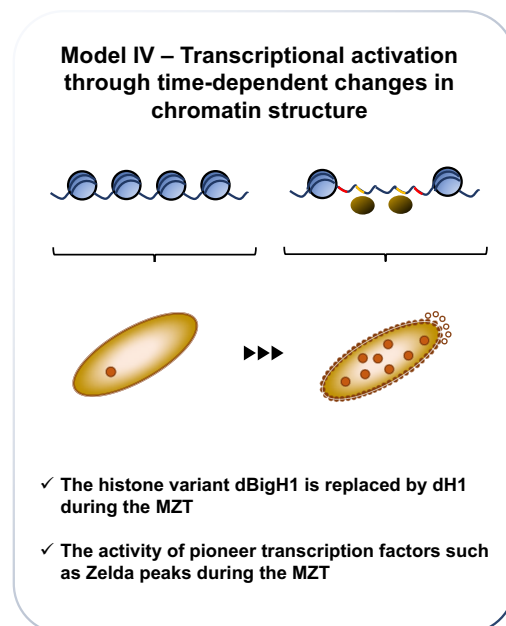 Model IV – Transcriptional activation
through time-dependent changes in
chromatin structure
✓ The histone variant dBigH1 is replaced by dH1
during the MZT
✓ The activity of pioneer transcription factors such
as Zelda peaks during the MZT